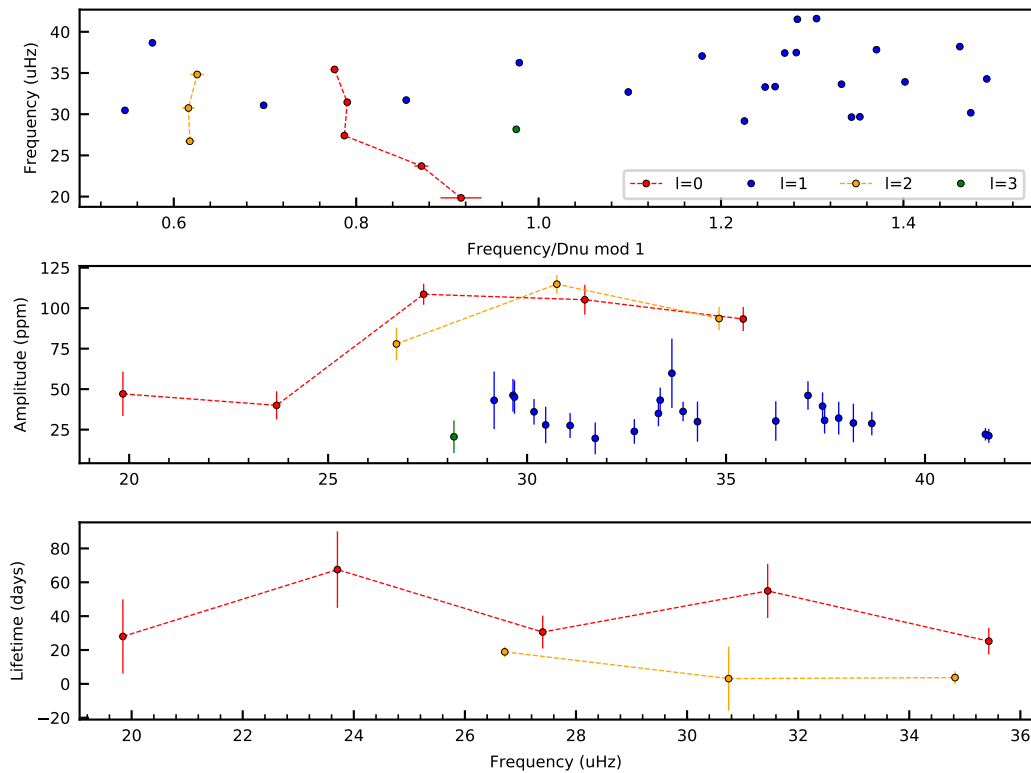 40
35
30
25
20
Frequency (uHz)
l=0 l=1 l=2 l=3
0.6 0.8 1.0 1.2 1.4
Frequency/Dnu mod 1
125
100
75
50
25
Amplitude (ppm)
20 25 30 35 40
80
60
40
20
0
−20
Lifetime (days)
20 22 24 26 28 30 32 34 36
Frequency (uHz)